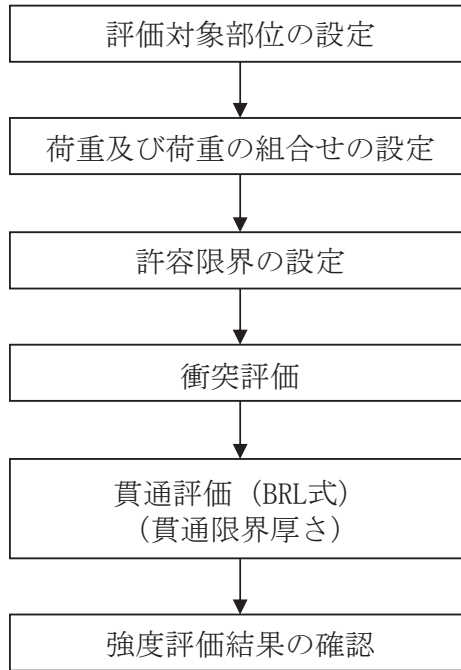 評価対象部位の設定
荷重及び荷重の組合せの設定
許容限界の設定
衝突評価
貫通評価（BRL式）
（貫通限界厚さ）
強度評価結果の確認